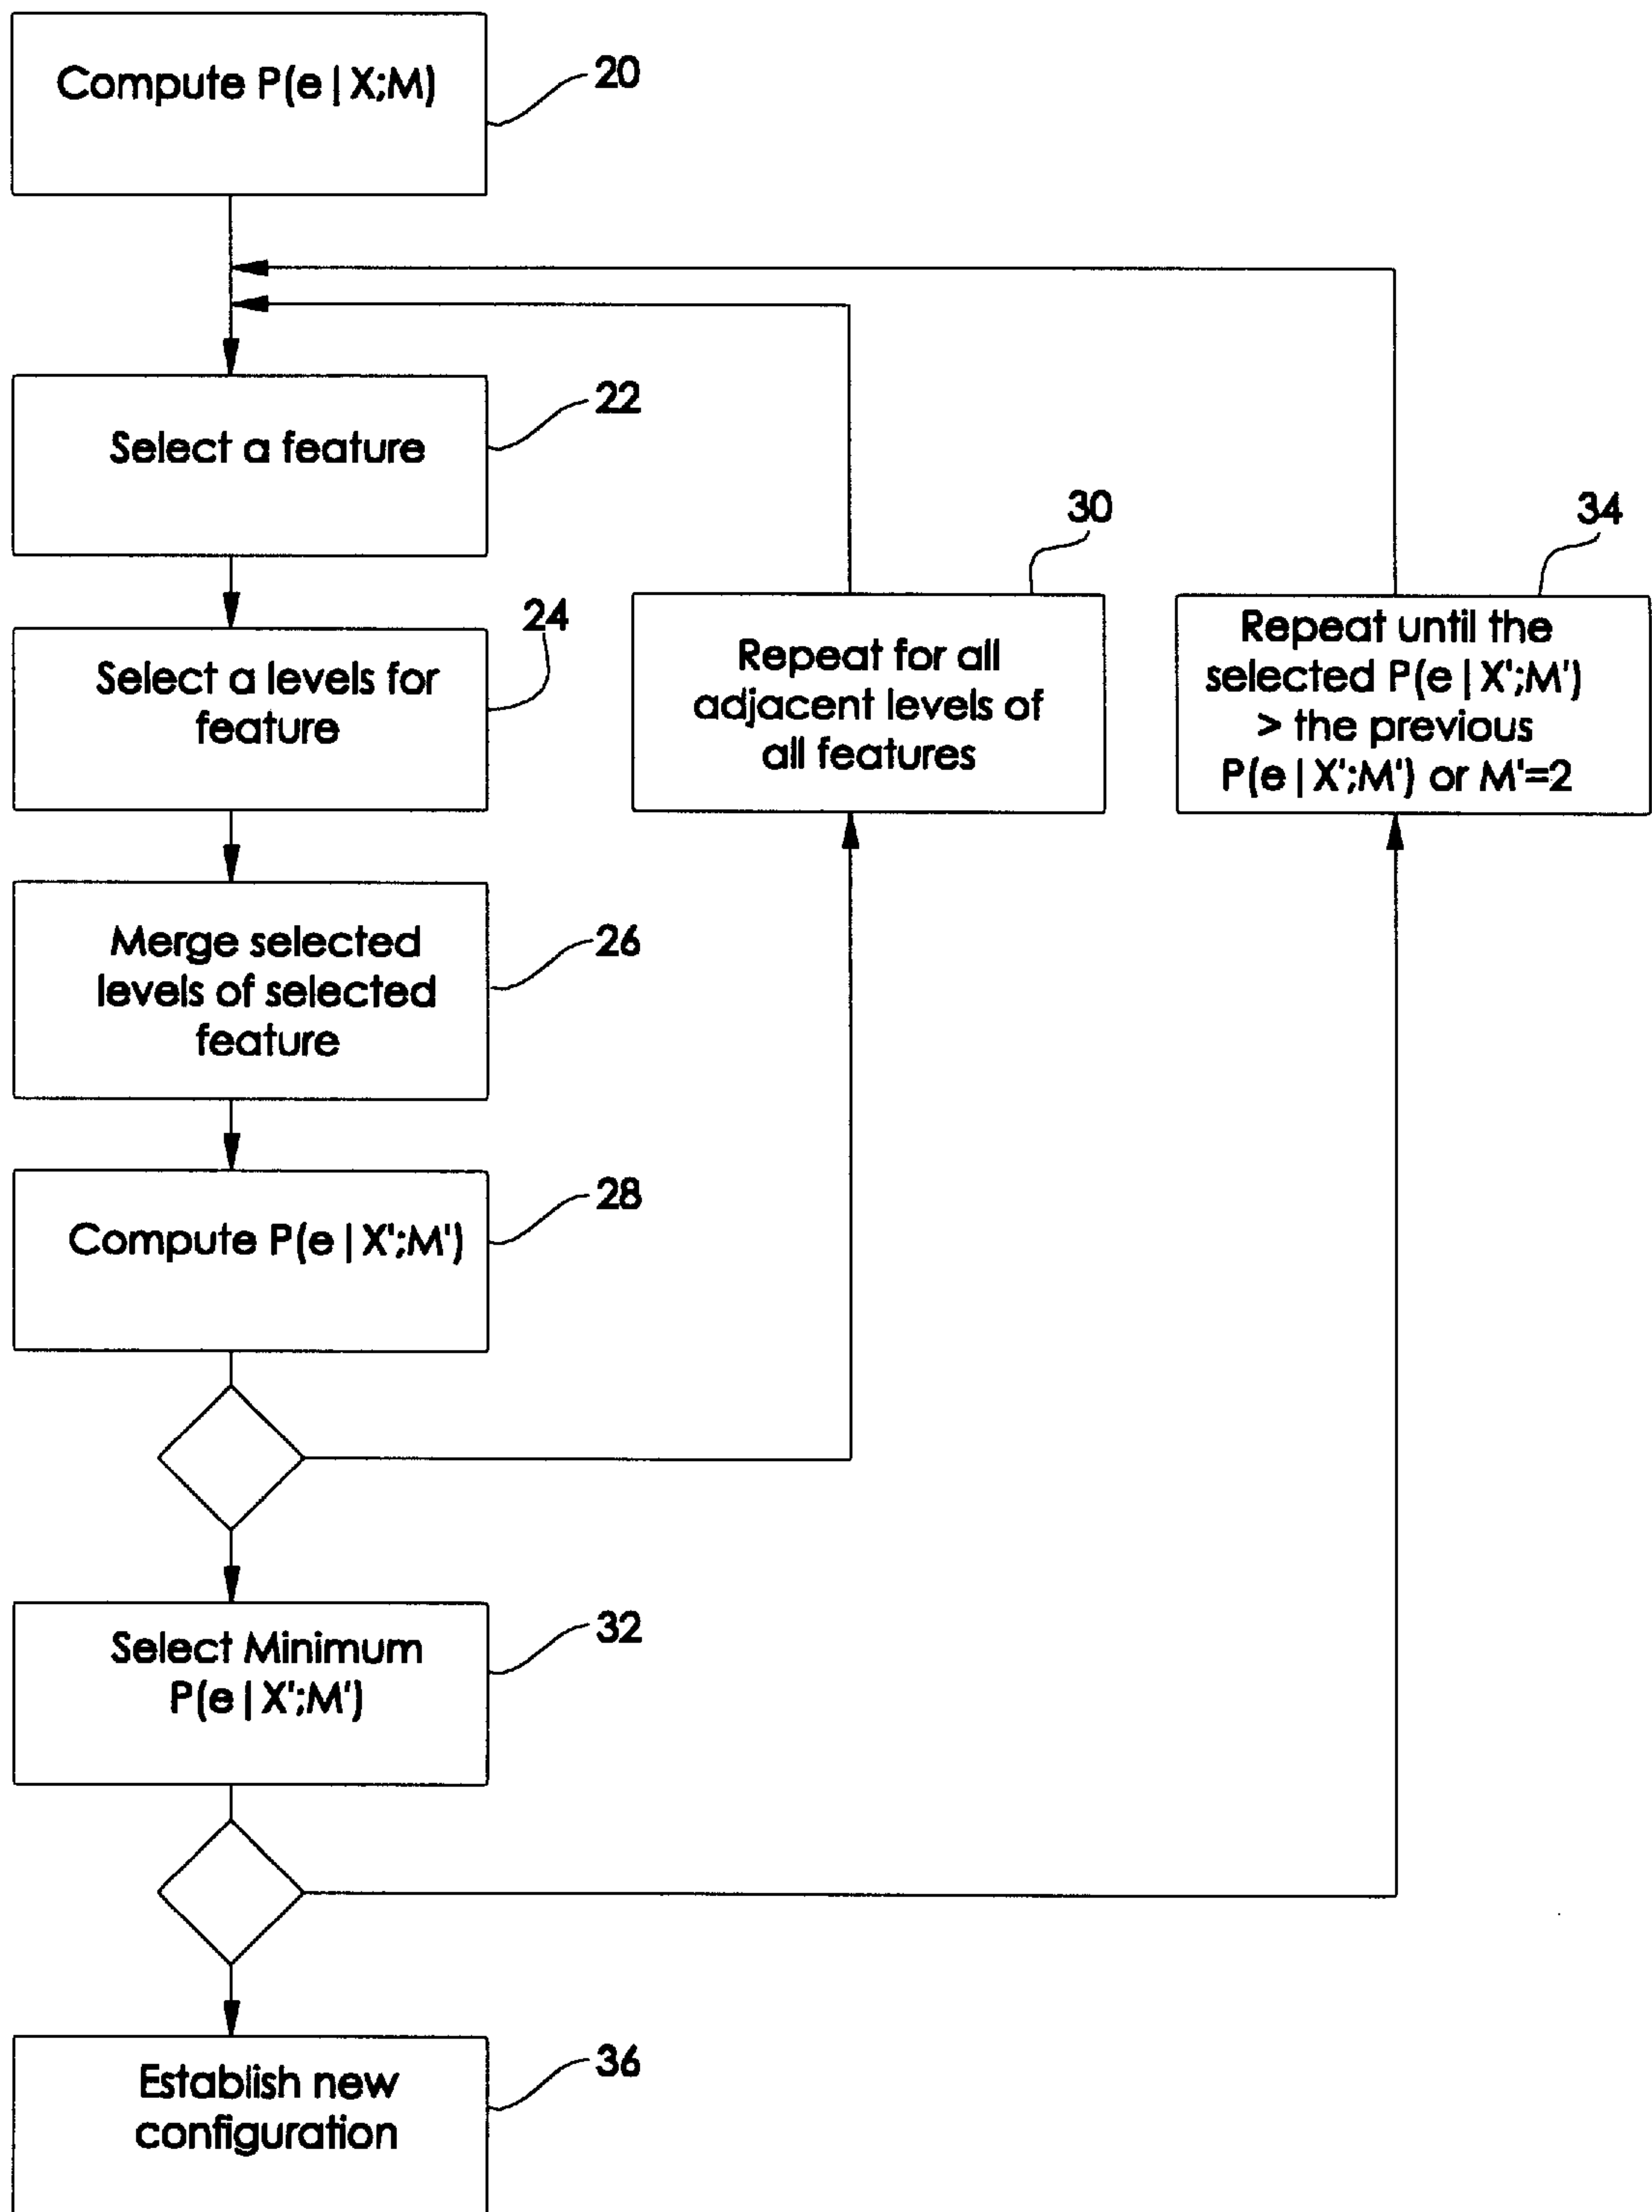 Compute P(e | X;M)
20
Select a feature
22
Select a levels for
feature
24
Merge selected
levels of selected
feature
26
Compute P(e | X';M')
28
30
Repeat for all
adjacent levels of
all features
34
Repeat until the
selected P(e | X';M')
> the previous
P(e | X';M') or M'=2
Select Minimum
P(e | X';M')
32
Establish new
configuration
36